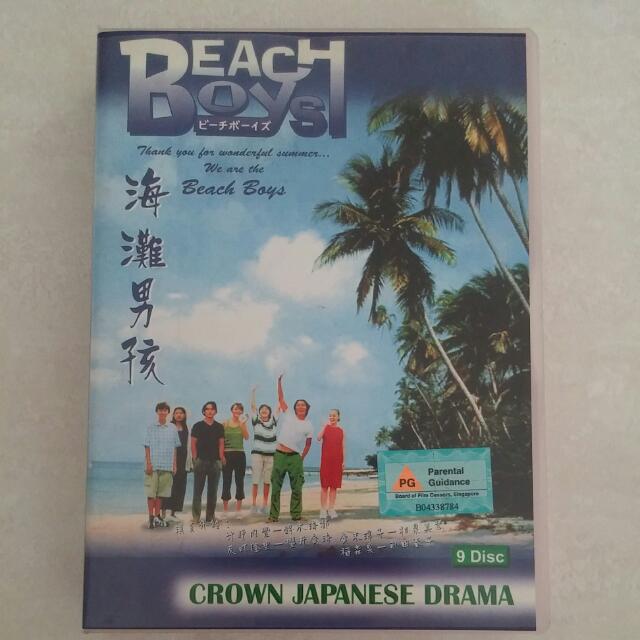 BEACH
BOYS
ビーチボーイズ
Thank you for wonderful summer...
We are the
Beach Boys
海灘男孩
PG
Parental
Guidance
Board of Film Censors, Singapore
B04338784
9 Disc
CROWN JAPANESE DRAMA